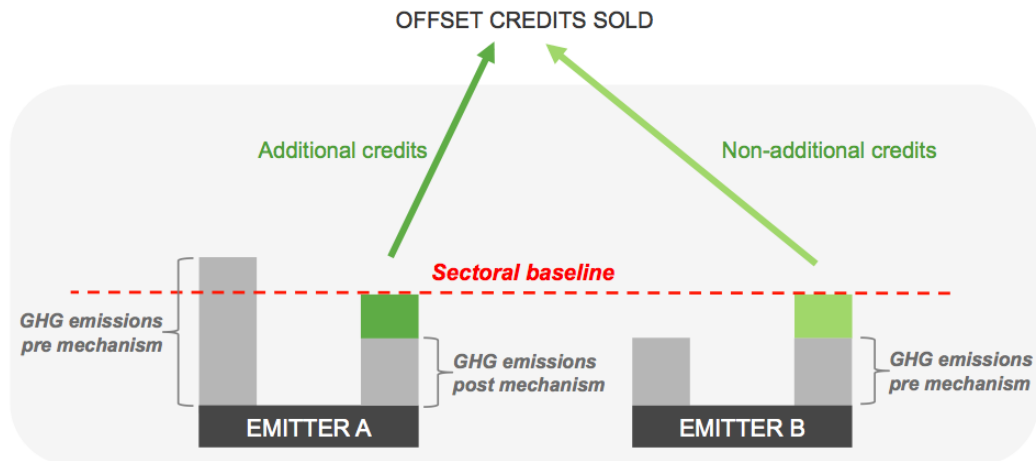 OFFSET CREDITS SOLD
Additional credits
Non-additional credits
Sectoral baseline
GHG emissions
pre mechanism
GHG emissions
post mechanism
GHG emissions
pre mechanism
EMITTER A
EMITTER B